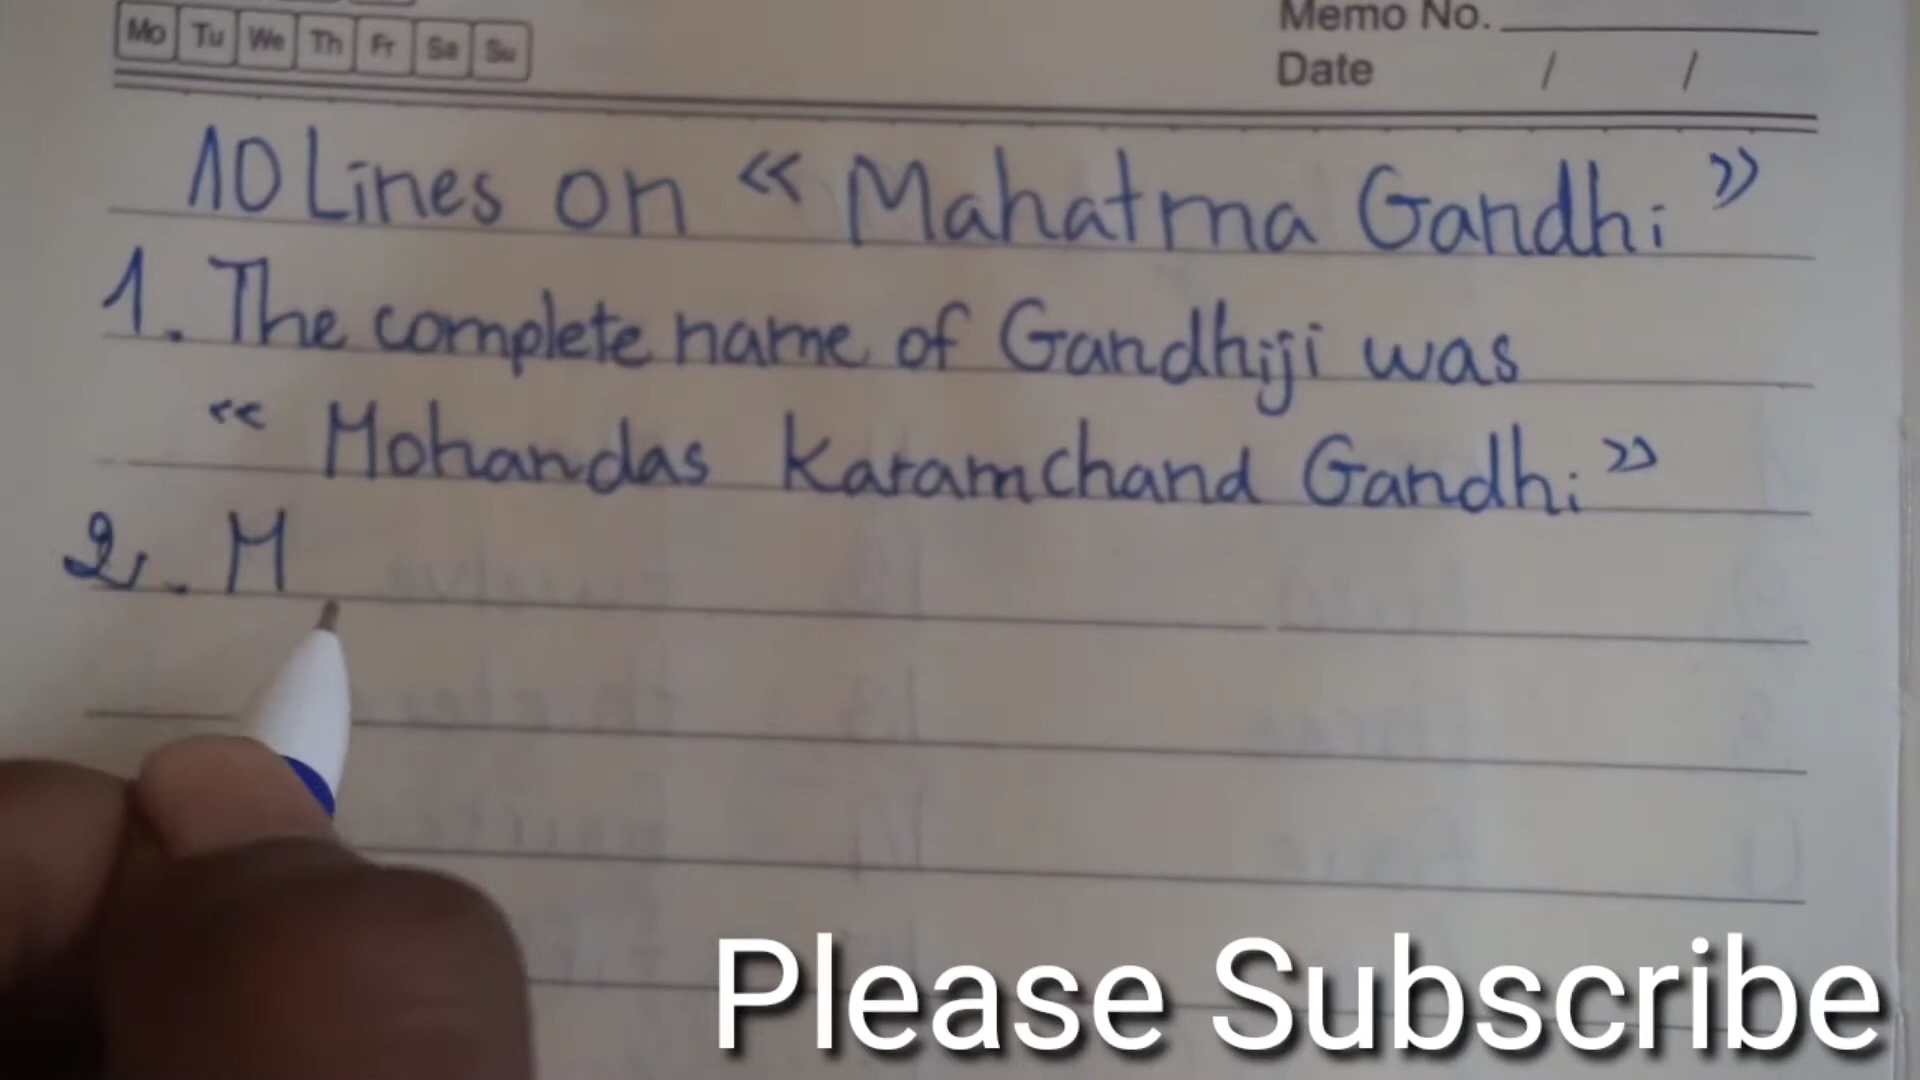 Mo Tu We Th Fr Sa Su
Memo No.
Date / /
10 Lines on « Mahatma Gandhi »
1. The complete name of Gandhiji was
« Mohandas Karamchand Gandhi »
2. M
Please Subscribe